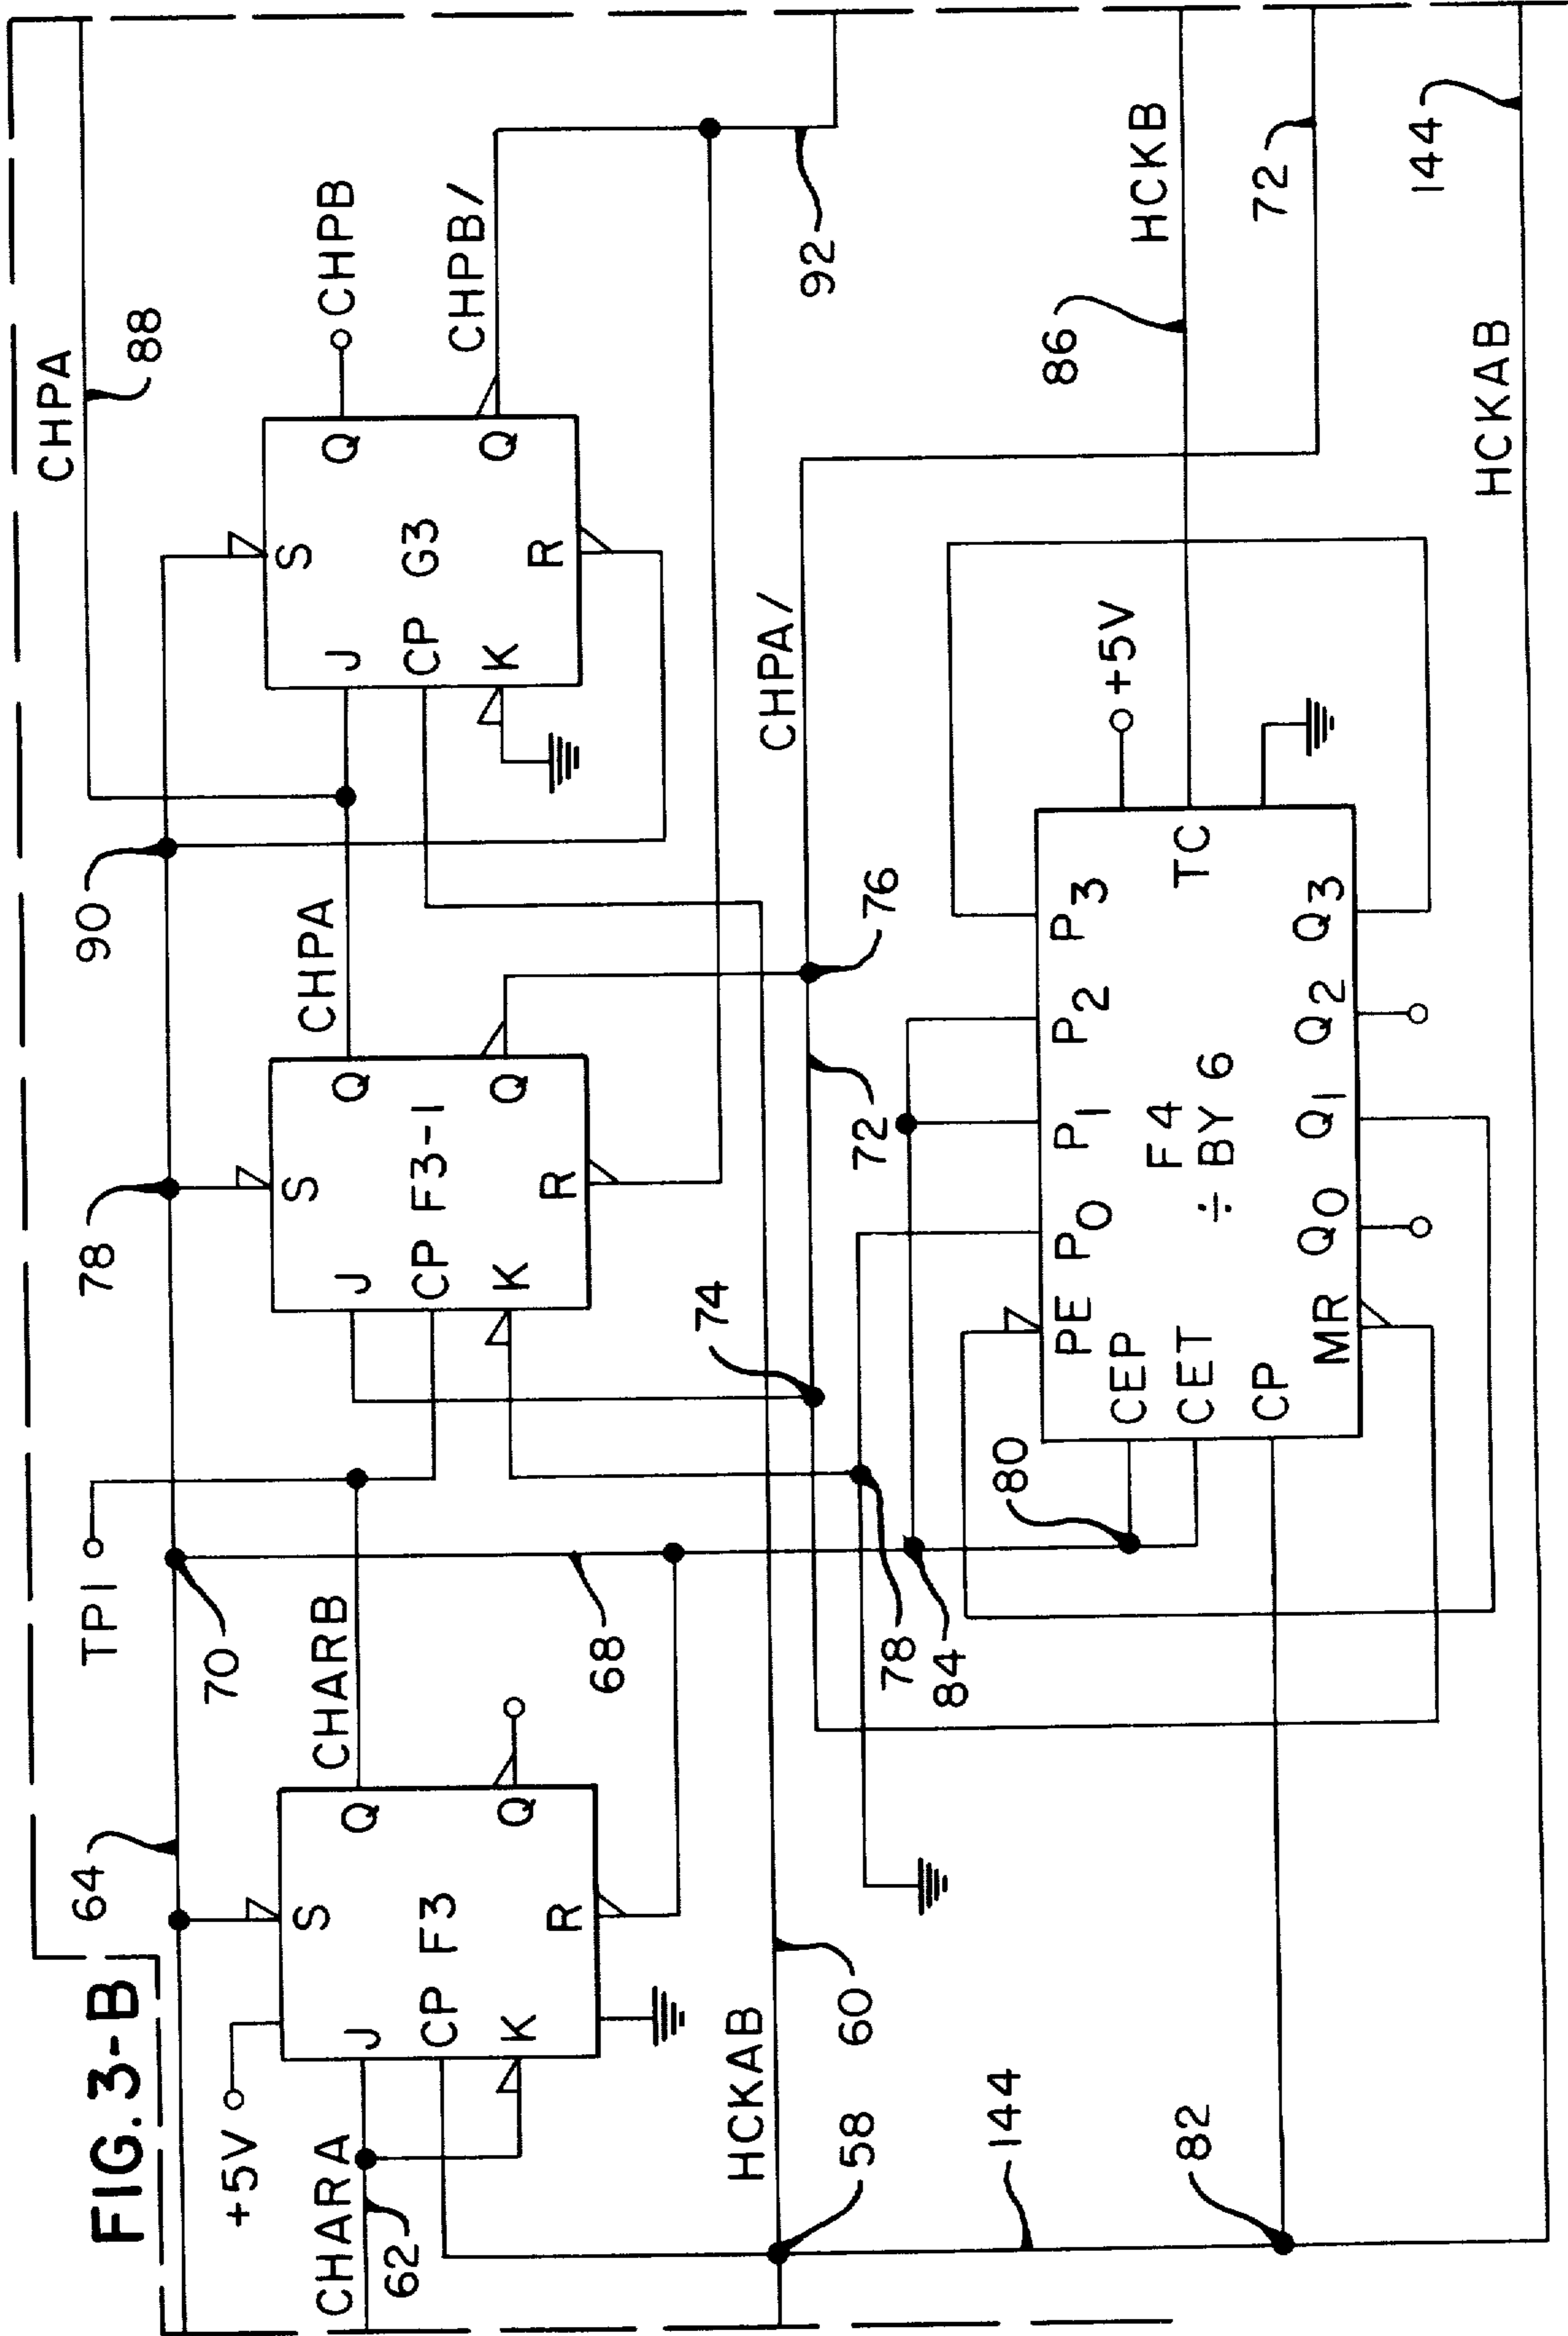 FIG. 3-B
64
70
TP1
78
90
CHPA
88
+5V
CHARA
62
J
CP F3
K
S
R
Q
Q
CHARB
68
J
CP F3-1
K
S
R
Q
Q
CHPA
J
CP G3
K
S
R
Q
Q
CHPB
CHPB/
92
HCKAB
58
60
74
72
76
CHPA/
78
84
80
PE P0 P1 P2 P3
CEP
CET
CP
F4
÷ BY 6
TC
MR Q0 Q1 Q2 Q3
+5V
86
HCKB
72
144
82
HCKAB
144